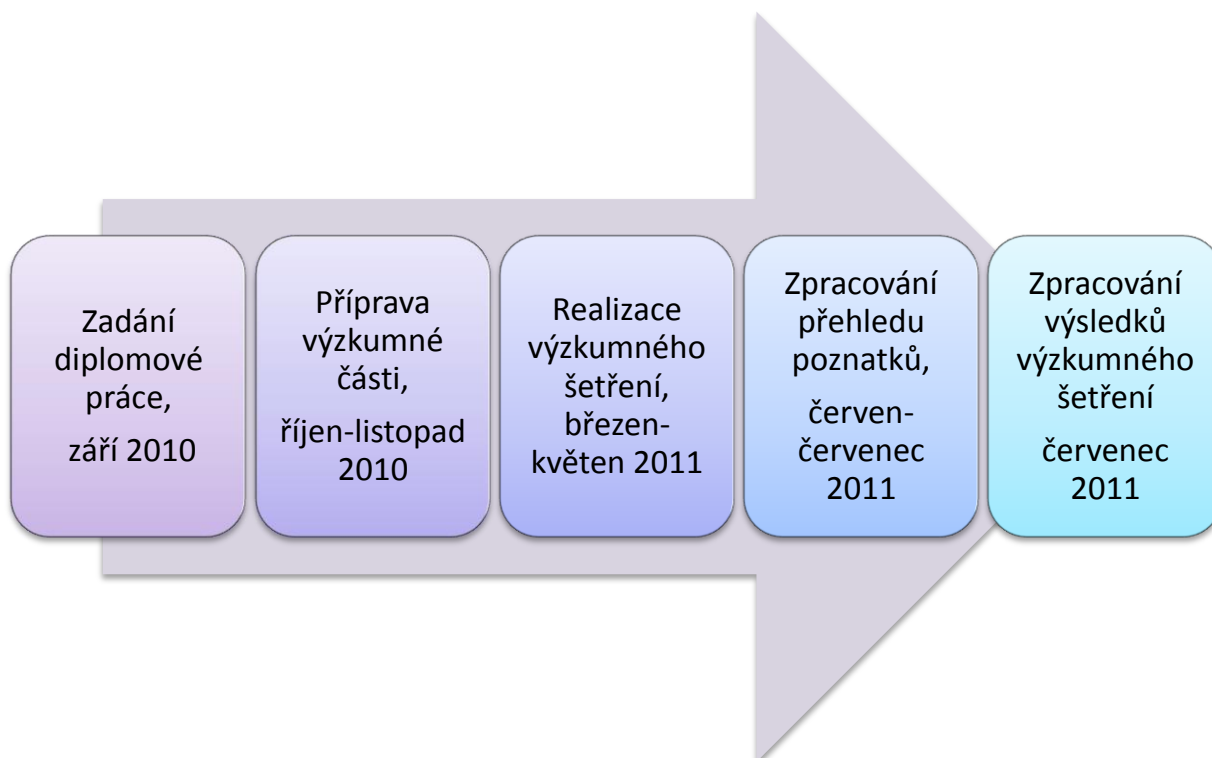 Zadání
diplomové
práce,
září 2010
Příprava
výzkumné
části,
říjen-listopad
2010
Realizace
výzkumného
šetření,
březen-
květen 2011
Zpracování
přehledu
poznatků,
červen-
červenec
2011
Zpracování
výsledků
výzkumného
šetření
červenec
2011